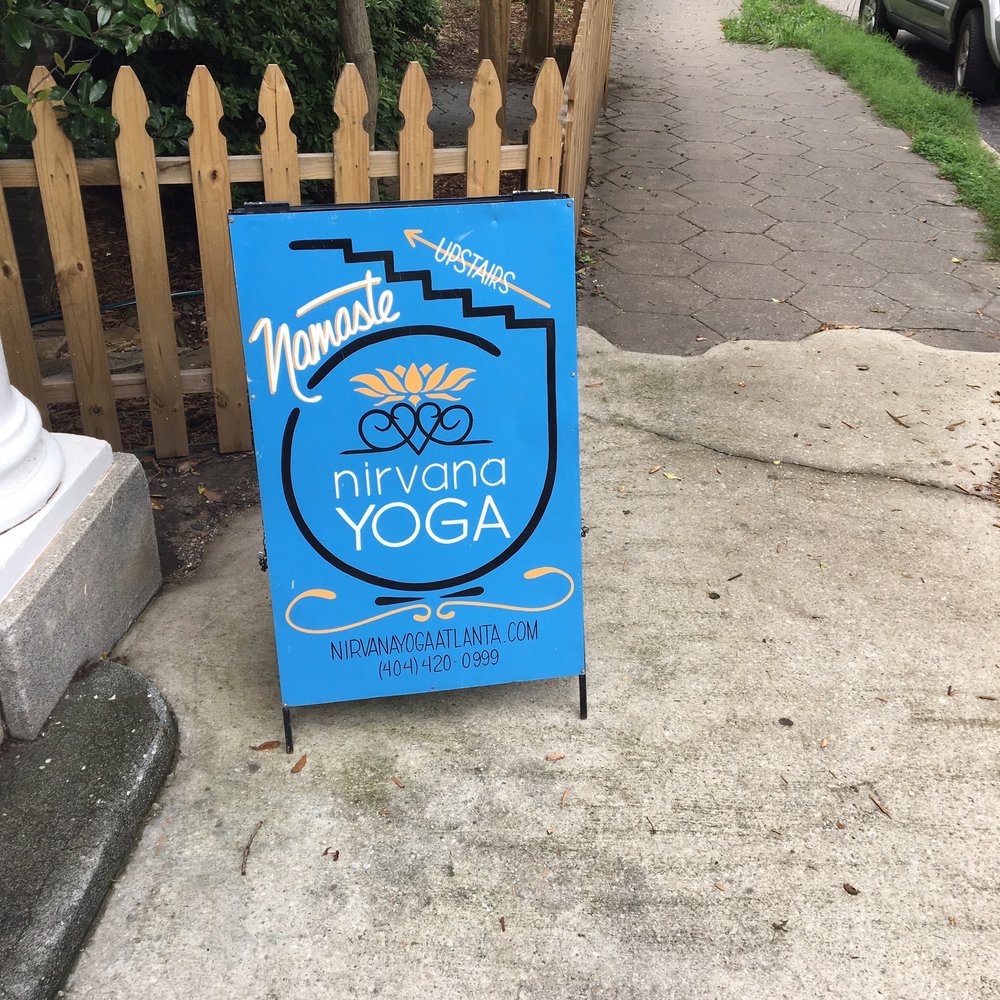 UPSTAIRS
Namaste
nirvana
YOGA
NIRVANAYOGAATLANTA.COM
(404) 420-0999